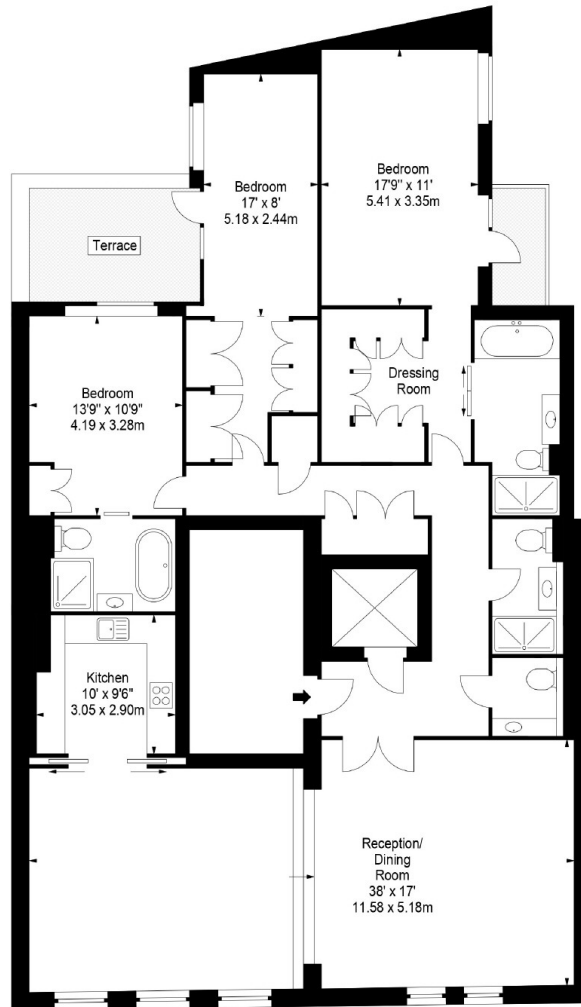 Bedroom
17' x 8'
5.18 x 2.44m
Bedroom
17'9" x 11'
5.41 x 3.35m
Terrace
Bedroom
13'9" x 10'9"
4.19 x 3.28m
Dressing
Room
Kitchen
10' x 9'6"
3.05 x 2.90m
Reception/
Dining
Room
38' x 17'
11.58 x 5.18m